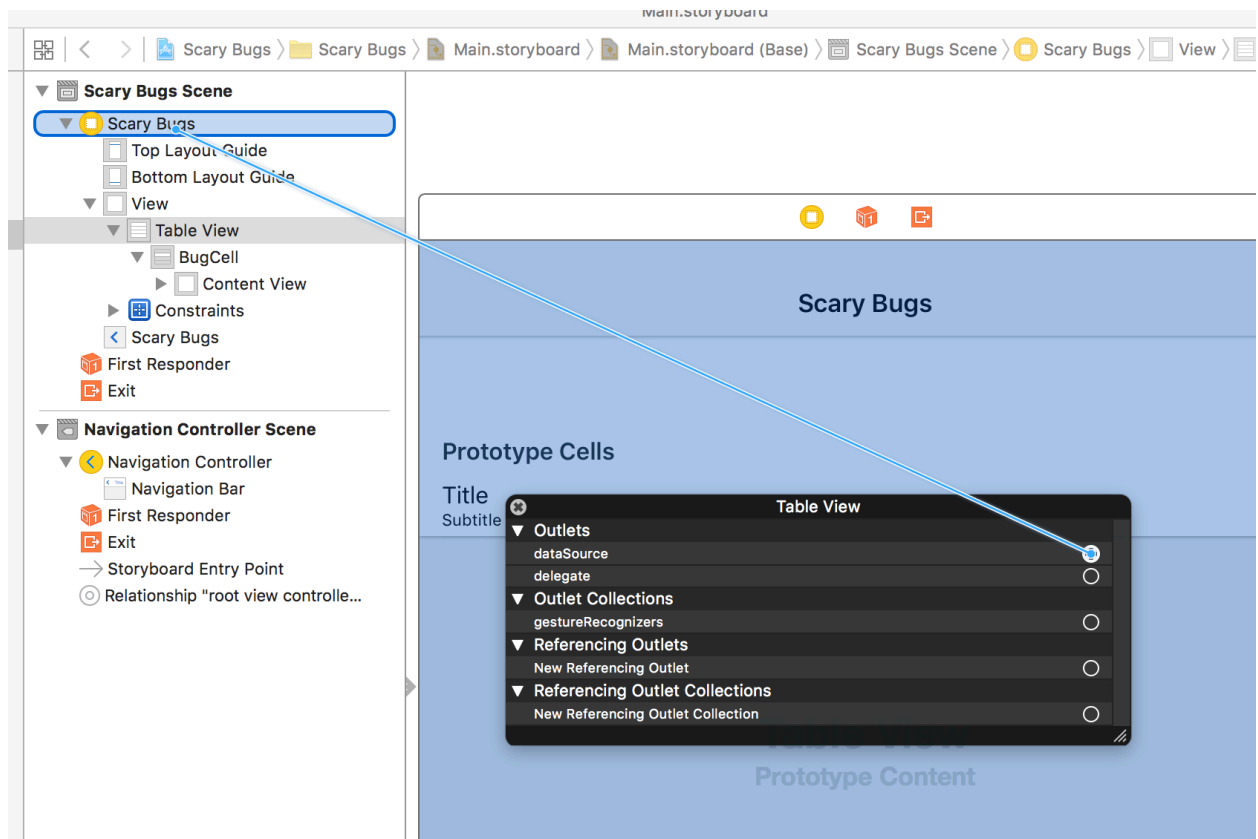 Main.storyboard
Scary Bugs Scary Bugs Main.storyboard Main.storyboard (Base) Scary Bugs Scene Scary Bugs View
Scary Bugs Scene
Scary Bugs
Top Layout Guide
Bottom Layout Guide
View
Table View
BugCell
Content View
Constraints
Scary Bugs
First Responder
Exit
Navigation Controller Scene
Navigation Controller
Navigation Bar
First Responder
Exit
Storyboard Entry Point
Relationship "root view controlle...
Scary Bugs
Prototype Cells
Title
Subtitle
Table View
Outlets
dataSource
delegate
Outlet Collections
gestureRecognizers
Referencing Outlets
New Referencing Outlet
Referencing Outlet Collections
New Referencing Outlet Collection
Table View
Prototype Content